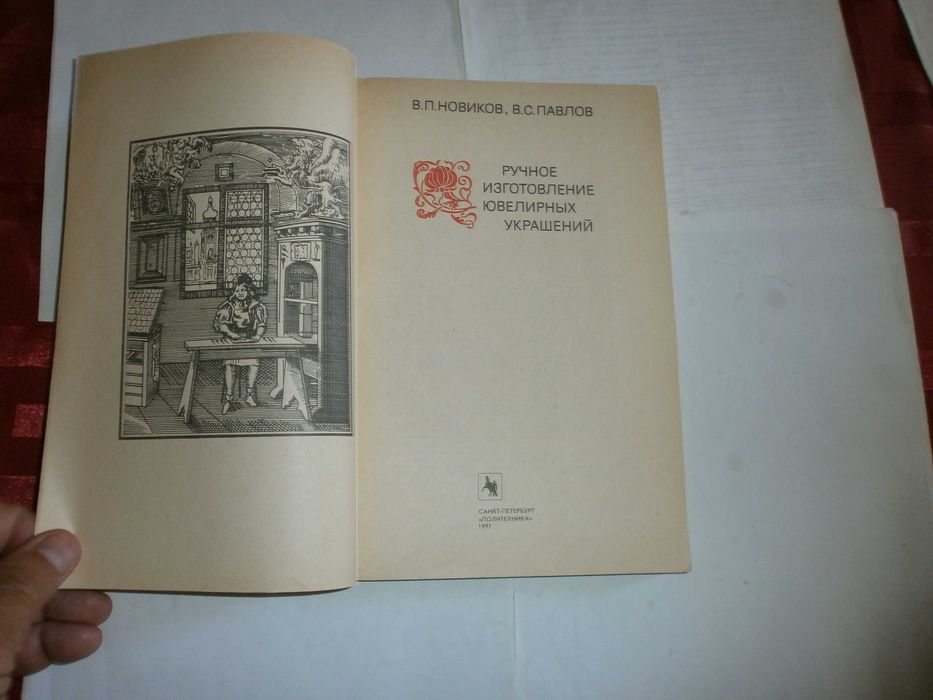 В.П.НОВИКОВ, В.С.ПАВЛОВ
РУЧНОЕ
ИЗГОТОВЛЕНИЕ
ЮВЕЛИРНЫХ
УКРАШЕНИЙ
САНКТ-ПЕТЕРБУРГ
«ПОЛИТЕХНИКА»
1991